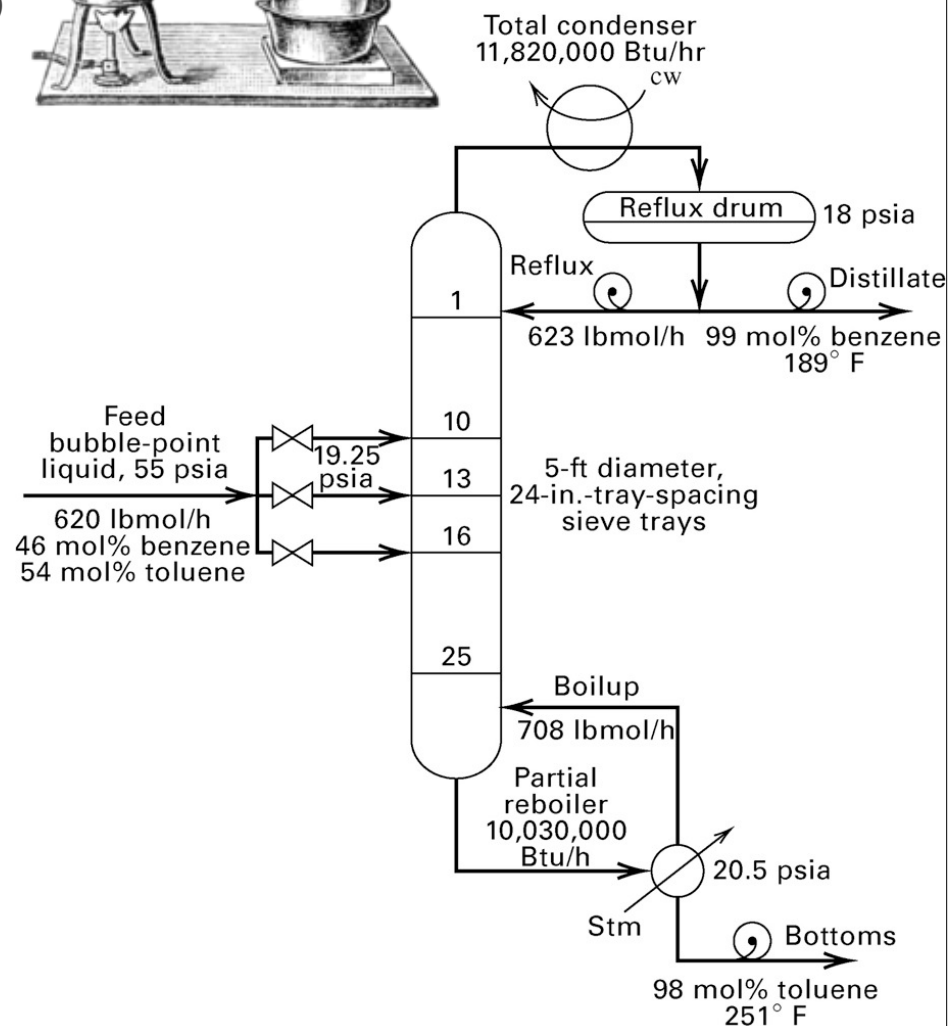 Total condenser
11,820,000 Btu/hr
cw
Reflux drum
18 psia
Reflux
Distillate
1
623 lbmol/h
99 mol% benzene
189° F
Feed
bubble-point
liquid, 55 psia
620 lbmol/h
46 mol% benzene
54 mol% toluene
19.25
psia
10
13
16
5-ft diameter,
24-in.-tray-spacing
sieve trays
25
Boilup
708 lbmol/h
Partial
reboiler
10,030,000
Btu/h
20.5 psia
Stm
Bottoms
98 mol% toluene
251° F